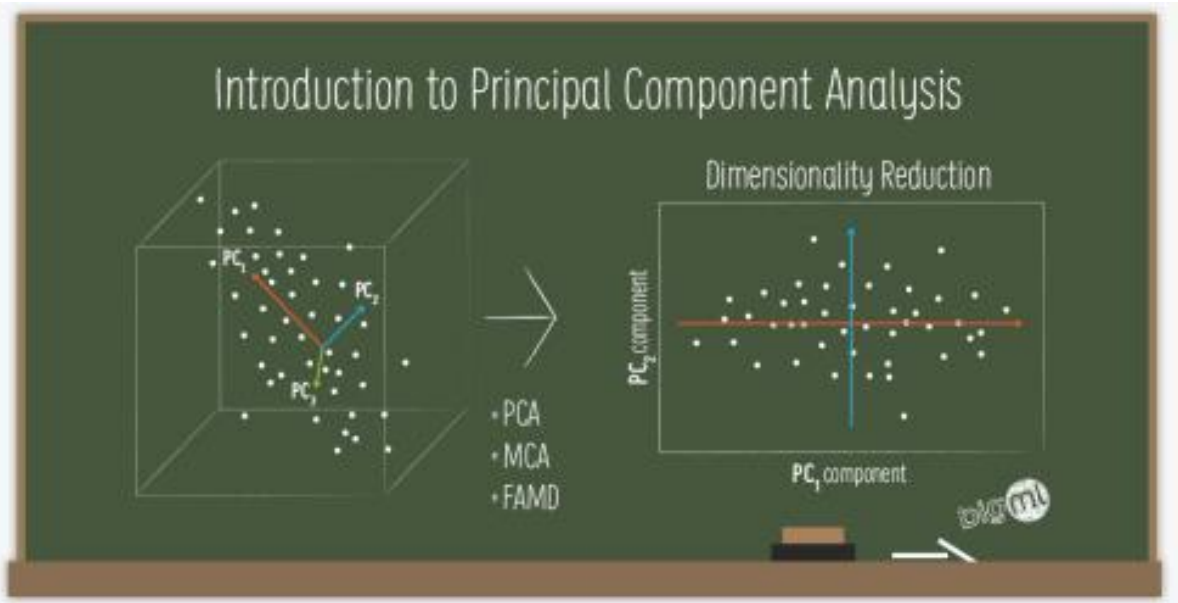 Introduction to Principal Component Analysis
Dimensionality Reduction
PC₁
PC₂
PC₃
• PCA
• MCA
• FAMD
PC₂ component
PC₁ component
bigml